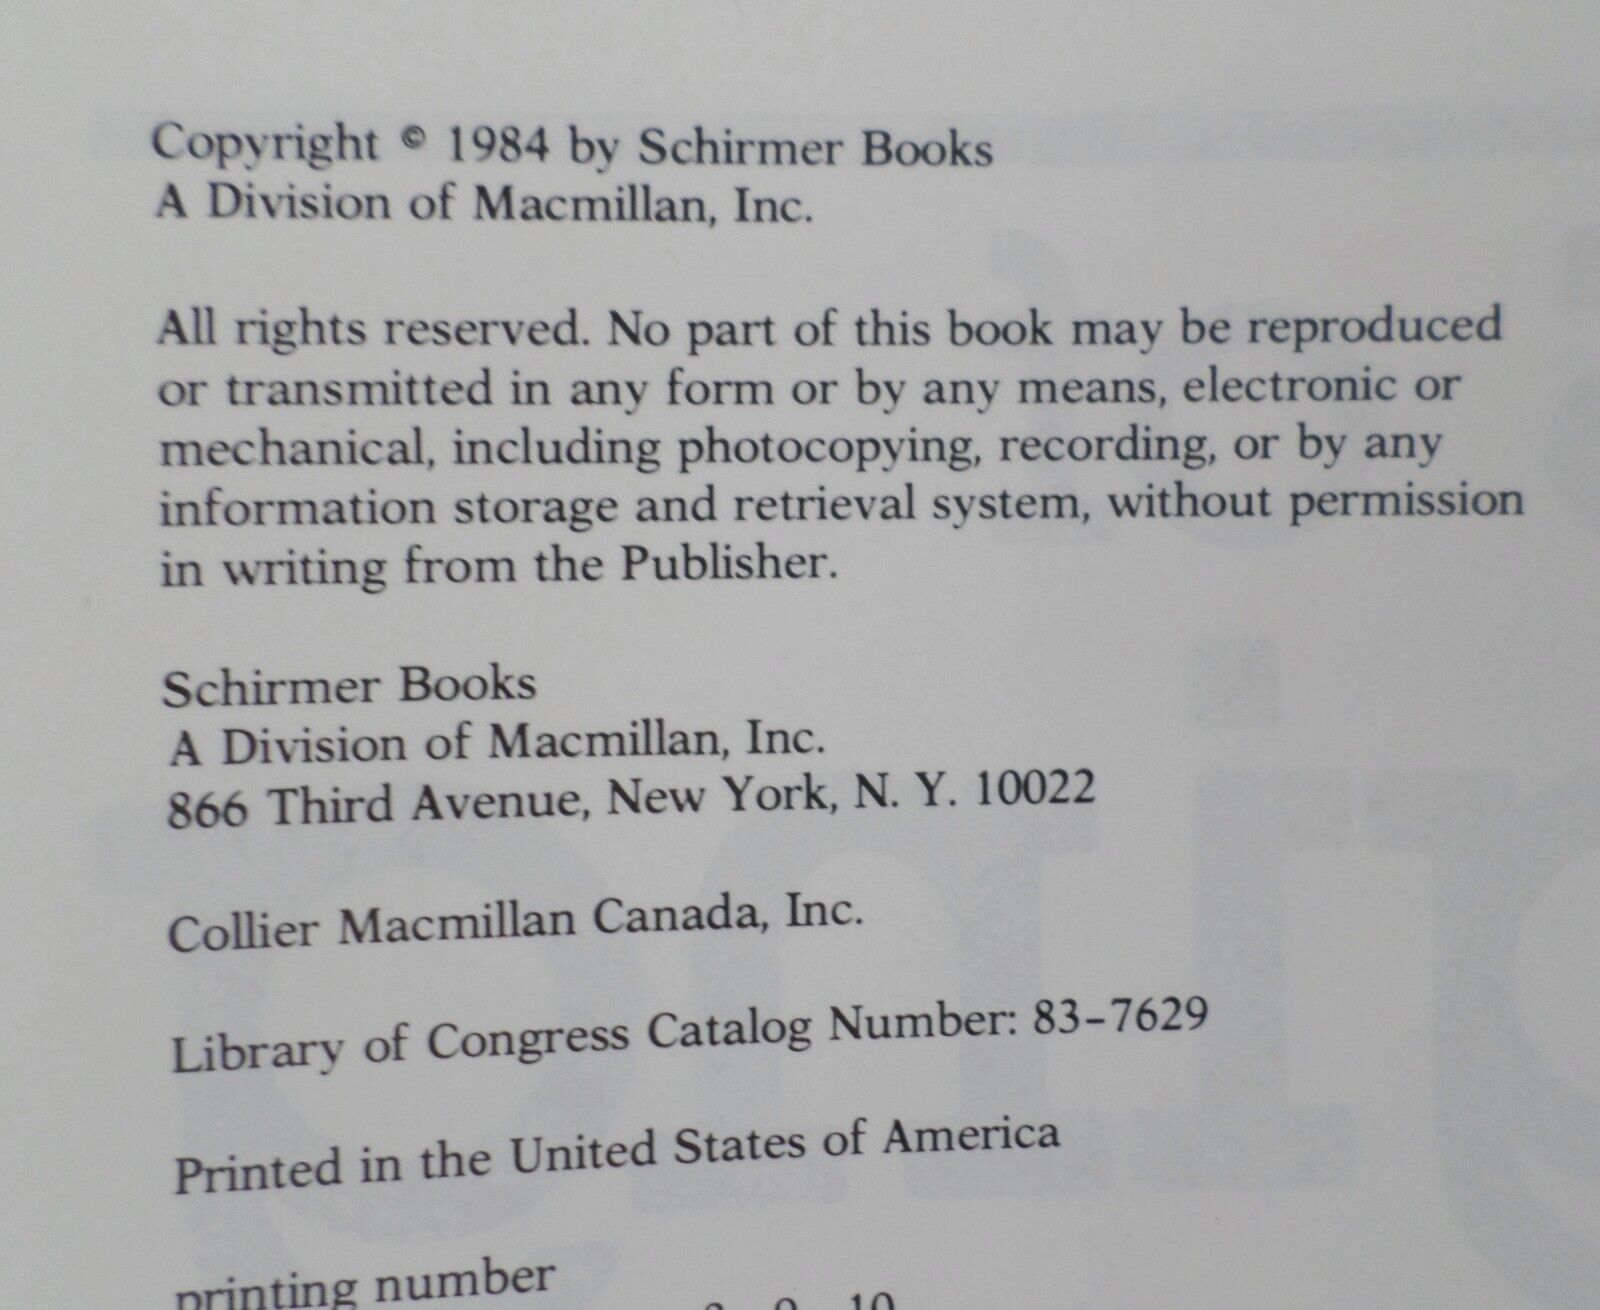 Copyright © 1984 by Schirmer Books
A Division of Macmillan, Inc.
All rights reserved. No part of this book may be reproduced
or transmitted in any form or by any means, electronic or
mechanical, including photocopying, recording, or by any
information storage and retrieval system, without permission
in writing from the Publisher.
Schirmer Books
A Division of Macmillan, Inc.
866 Third Avenue, New York, N. Y. 10022
Collier Macmillan Canada, Inc.
Library of Congress Catalog Number: 83-7629
Printed in the United States of America
printing number
9 10